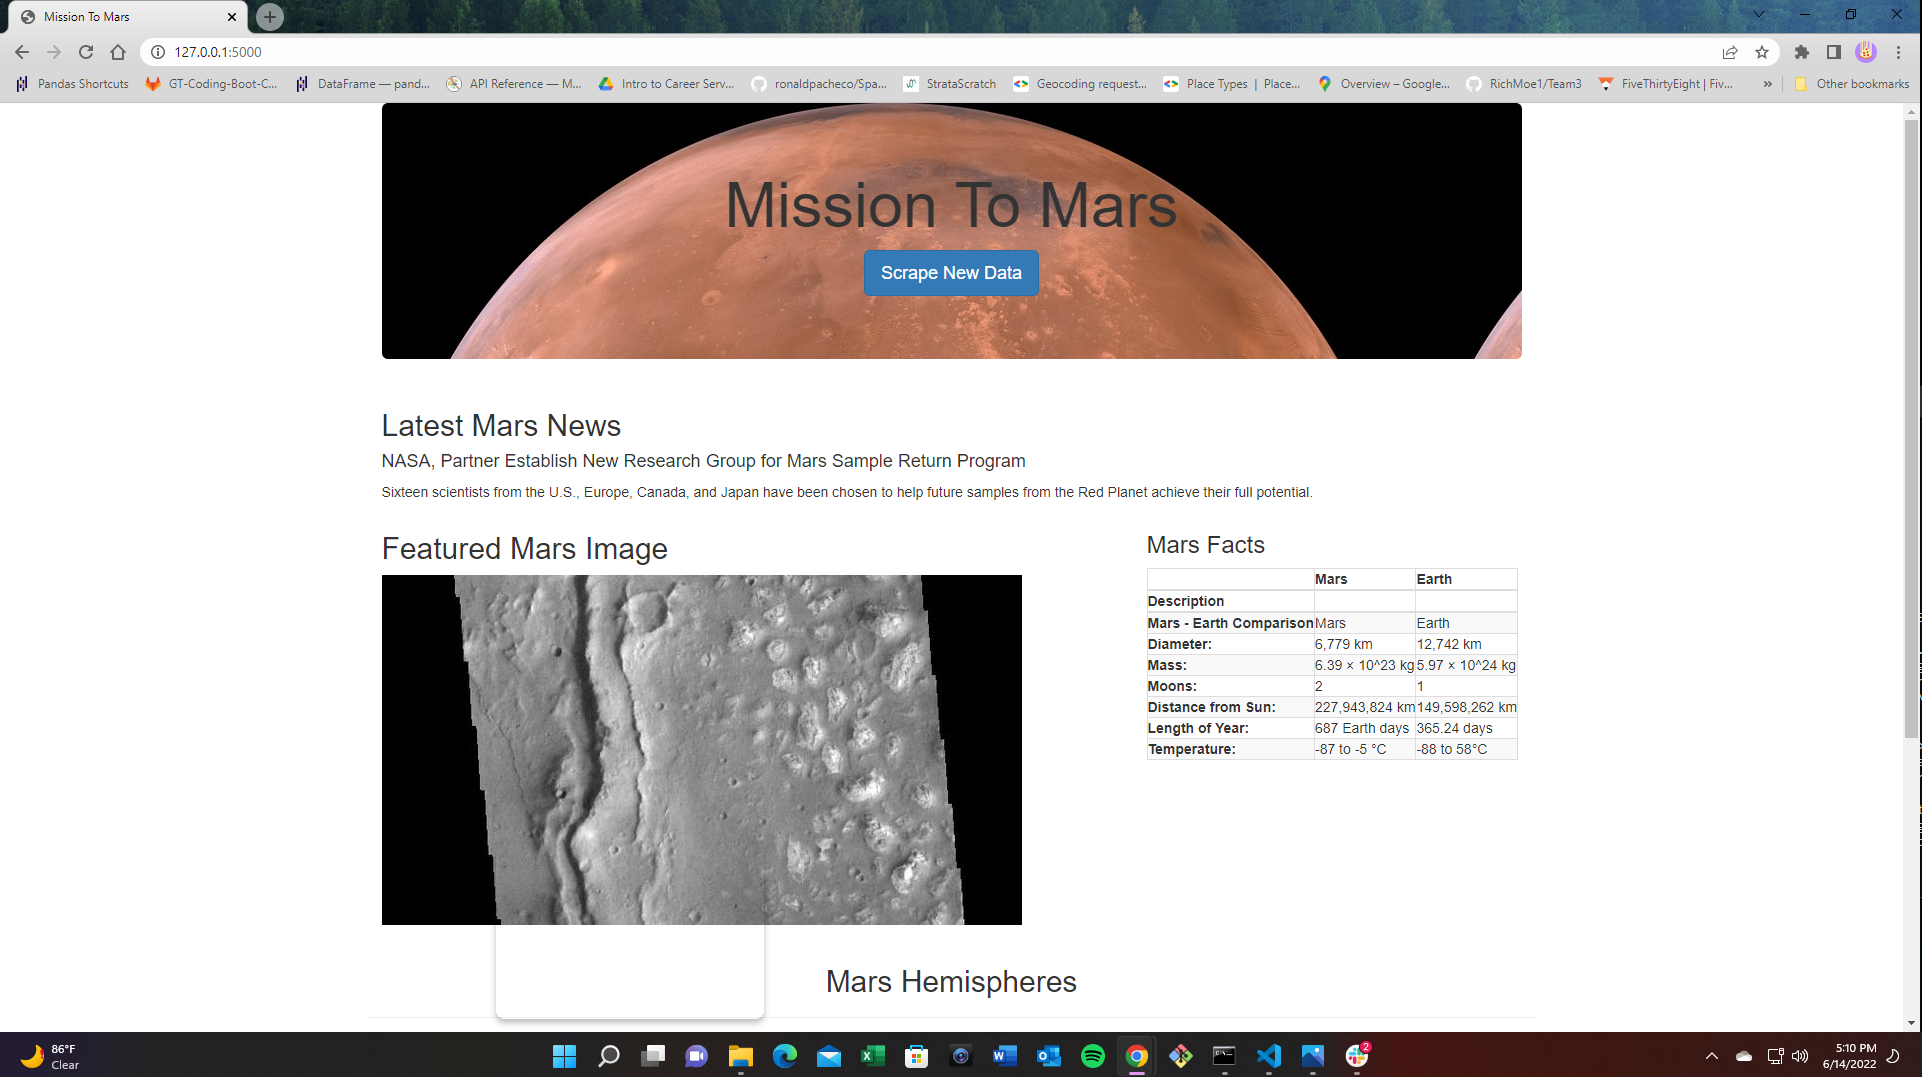 Mission To Mars
127.0.0.1:5000
Pandas Shortcuts
GT-Coding-Boot-C...
DataFrame — pand...
API Reference — M...
Intro to Career Serv...
ronaldpacheco/Spa...
StrataScratch
Geocoding request...
Place Types | Place...
Overview – Google...
RichMoe1/Team3
FiveThirtyEight | Fiv...
»
Other bookmarks
Mission To Mars
Scrape New Data
Latest Mars News
NASA, Partner Establish New Research Group for Mars Sample Return Program
Sixteen scientists from the U.S., Europe, Canada, and Japan have been chosen to help future samples from the Red Planet achieve their full potential.
Featured Mars Image
Mars Facts
Mars Earth
Description
Mars - Earth Comparison Mars Earth
Diameter: 6,779 km 12,742 km
Mass: 6.39 × 10^23 kg 5.97 × 10^24 kg
Moons: 2 1
Distance from Sun: 227,943,824 km 149,598,262 km
Length of Year: 687 Earth days 365.24 days
Temperature: -87 to -5 °C -88 to 58°C
Mars Hemispheres
86°F
Clear
2
5:10 PM
6/14/2022